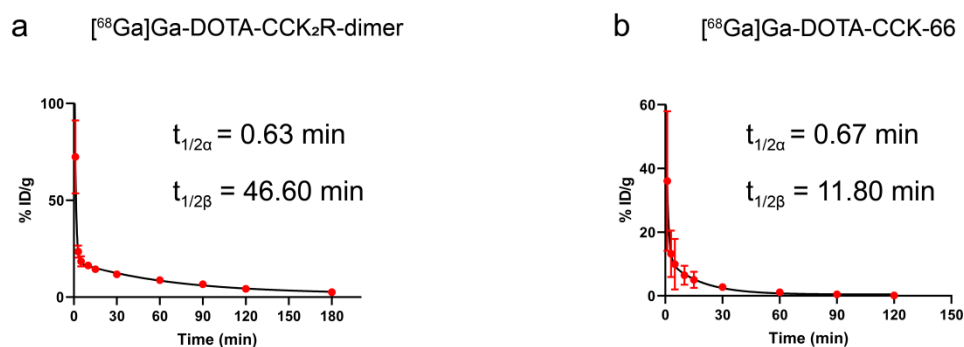 a
[⁶⁸Ga]Ga-DOTA-CCK₂R-dimer
100
50
0
% ID/g
t1/2α = 0.63 min
t1/2β = 46.60 min
0 30 60 90 120 150 180
Time (min)
b
[⁶⁸Ga]Ga-DOTA-CCK-66
60
40
20
0
% ID/g
t1/2α = 0.67 min
t1/2β = 11.80 min
0 30 60 90 120 150
Time (min)